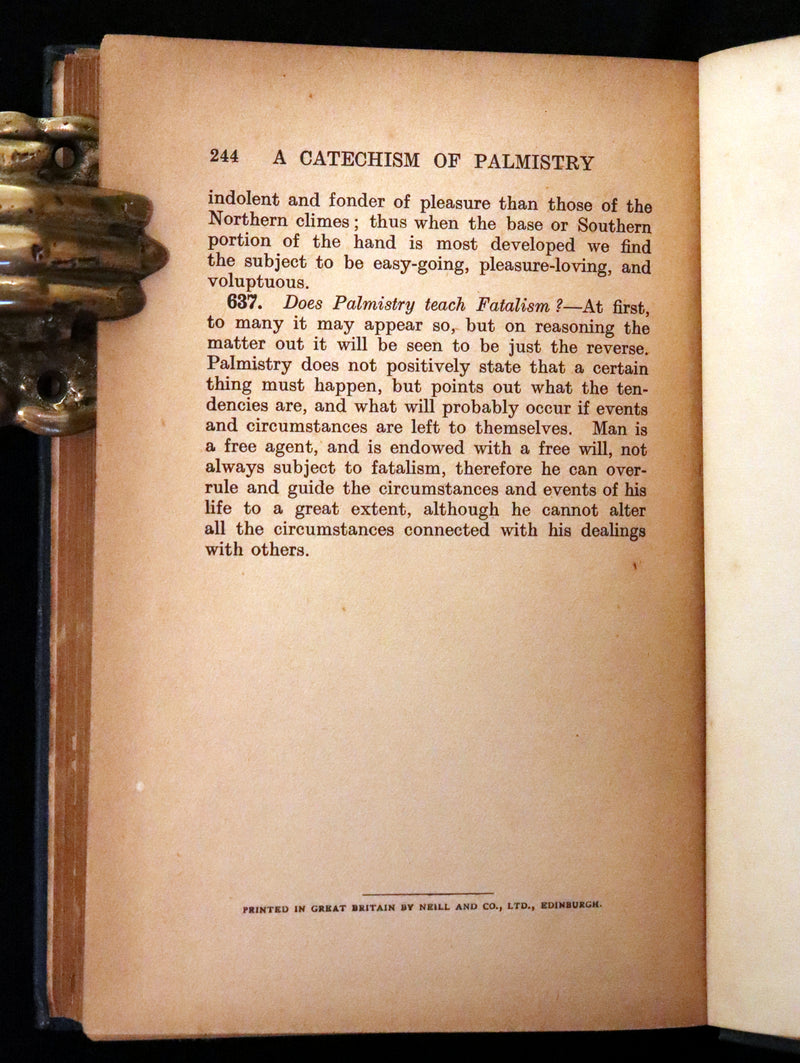 244 A CATECHISM OF PALMISTRY
indolent and fonder of pleasure than those of the
Northern climes; thus when the base or Southern
portion of the hand is most developed we find
the subject to be easy-going, pleasure-loving, and
voluptuous.
637. Does Palmistry teach Fatalism?—At first,
to many it may appear so, but on reasoning the
matter out it will be seen to be just the reverse.
Palmistry does not positively state that a certain
thing must happen, but points out what the ten-
dencies are, and what will probably occur if events
and circumstances are left to themselves. Man is
a free agent, and is endowed with a free will, not
always subject to fatalism, therefore he can over-
rule and guide the circumstances and events of his
life to a great extent, although he cannot alter
all the circumstances connected with his dealings
with others.
PRINTED IN GREAT BRITAIN BY NEILL AND CO., LTD., EDINBURGH.